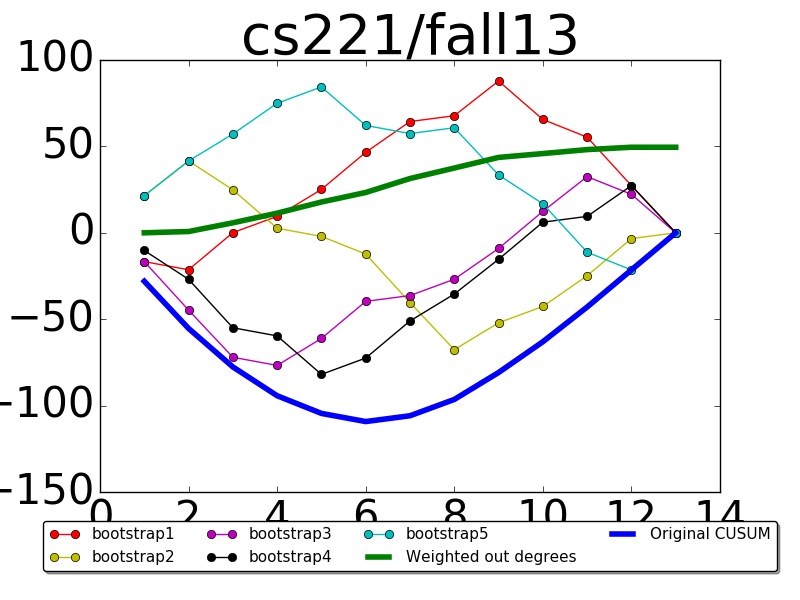 cs221/fall13
100
50
0
−50
−100
−150
0 2 4 6 8 10 12 14
bootstrap1 bootstrap3 bootstrap5 Original CUSUM
bootstrap2 bootstrap4 Weighted out degrees